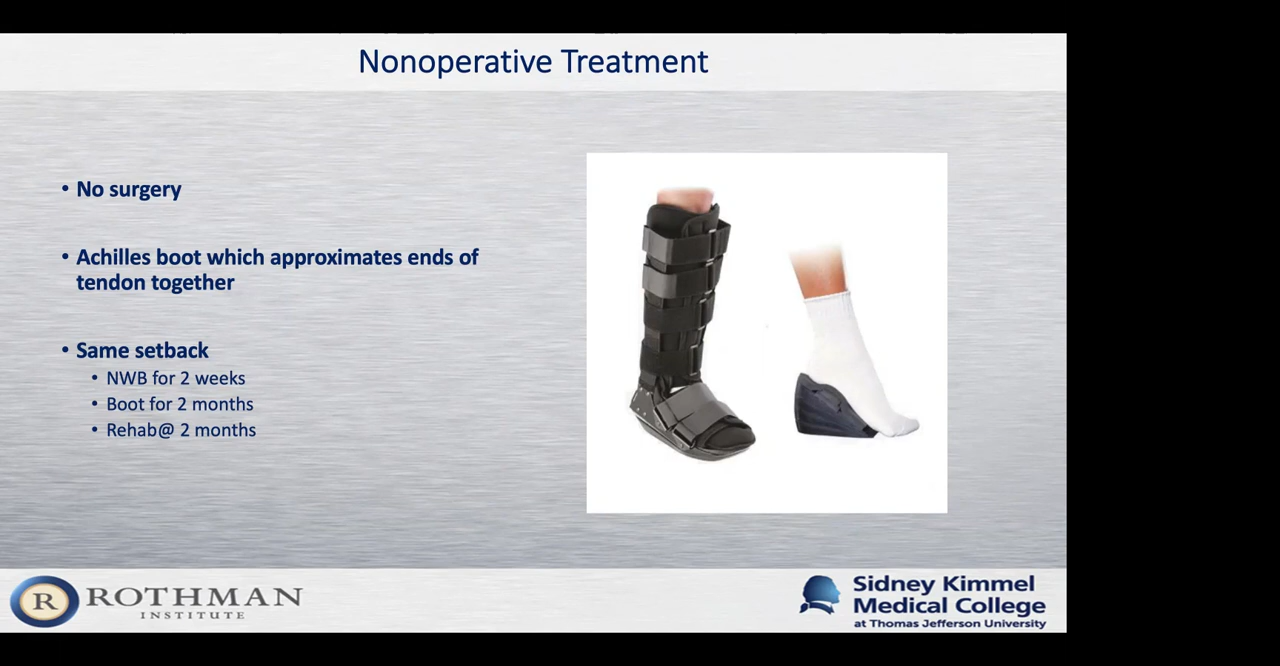 Nonoperative Treatment
• No surgery
• Achilles boot which approximates ends of
tendon together
• Same setback
• NWB for 2 weeks
• Boot for 2 months
• Rehab@ 2 months
R ROTHMAN
INSTITUTE
Sidney Kimmel
Medical College
at Thomas Jefferson University